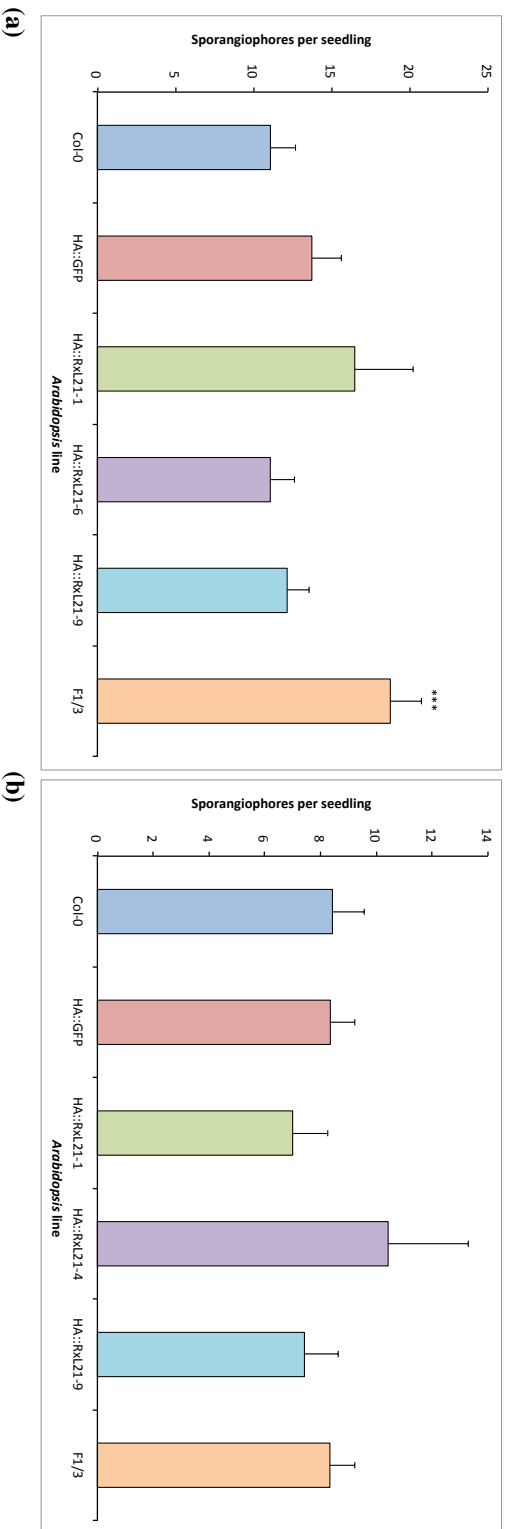 Sporangiophores per seedling
25
20
15
10
5
0
***
Col-0
HA::GFP
HA::RxL21-1
HA::RxL21-6
HA::RxL21-9
F1/3
Arabidopsis line
(a)
Sporangiophores per seedling
14
12
10
8
6
4
2
0
Col-0
HA::GFP
HA::RxL21-1
HA::RxL21-4
HA::RxL21-9
F1/3
Arabidopsis line
(b)